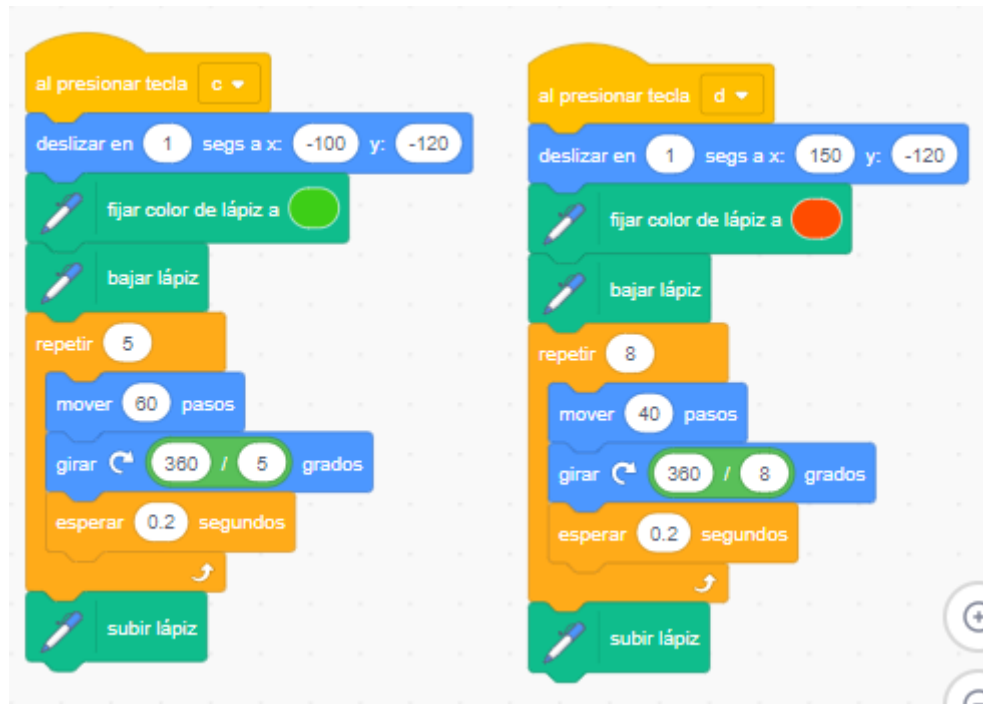 al presionar tecla c
deslizar en 1 segs a x: -100 y: -120
fijar color de lápiz a
bajar lápiz
repetir 5
mover 60 pasos
girar 360 / 5 grados
esperar 0.2 segundos
subir lápiz
al presionar tecla d
deslizar en 1 segs a x: 150 y: -120
fijar color de lápiz a
bajar lápiz
repetir 8
mover 40 pasos
girar 360 / 8 grados
esperar 0.2 segundos
subir lápiz